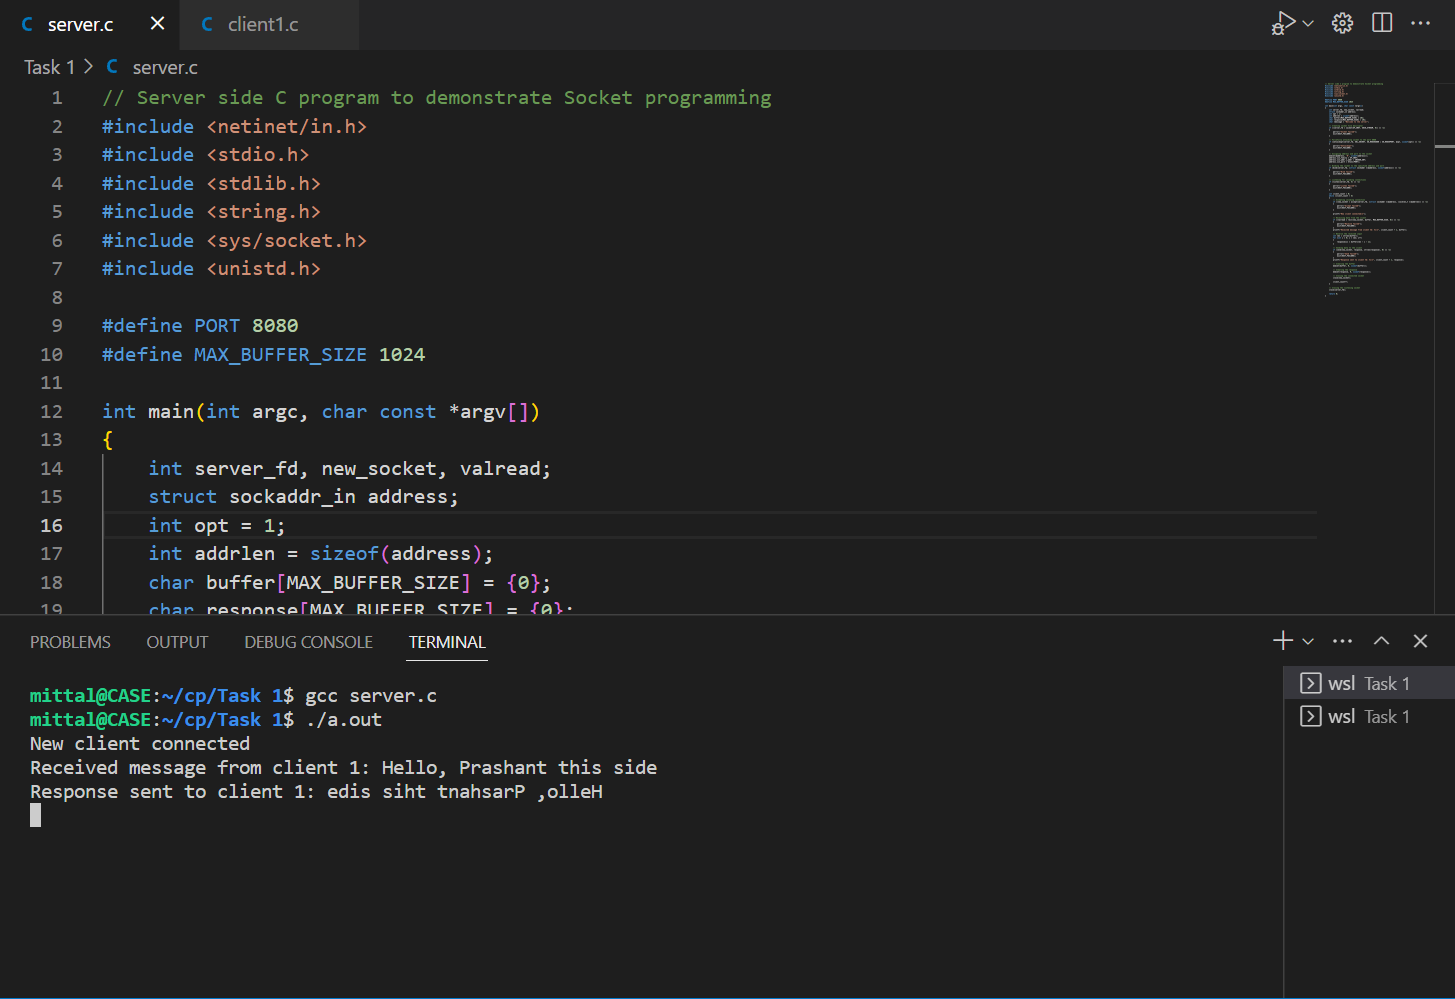 C server.c C client1.c
Task 1 > C server.c
1 // Server side C program to demonstrate Socket programming
2 #include <netinet/in.h>
3 #include <stdio.h>
4 #include <stdlib.h>
5 #include <string.h>
6 #include <sys/socket.h>
7 #include <unistd.h>
8
9 #define PORT 8080
10 #define MAX_BUFFER_SIZE 1024
11
12 int main(int argc, char const *argv[])
13 {
14 int server_fd, new_socket, valread;
15 struct sockaddr_in address;
16 int opt = 1;
17 int addrlen = sizeof(address);
18 char buffer[MAX_BUFFER_SIZE] = {0};
19 char response[MAX_BUFFER_SIZE] = {0};
PROBLEMS OUTPUT DEBUG CONSOLE TERMINAL
mittal@CASE:~/cp/Task 1$ gcc server.c
mittal@CASE:~/cp/Task 1$ ./a.out
New client connected
Received message from client 1: Hello, Prashant this side
Response sent to client 1: edis siht tnahsarP ,olleH
wsl Task 1
wsl Task 1